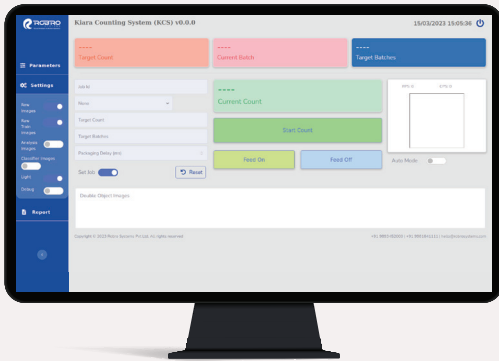 ROBRO
Kiara Counting System (KCS) v0.0.0
15/03/2023 15:05:36
----
Target Count
----
Current Batch
----
Target Batches
Parameters
Settings
Raw
Images
Raw
Train
Images
Analysis
Images
Classifier Images
Light
Debug
Report
Job Id
None
Target Count
Target Batches
Packaging Delay (ms)
Set Job
Reset
----
Current Count
Start Count
Feed On
Feed Off
Auto Mode
Doubtful Object Images